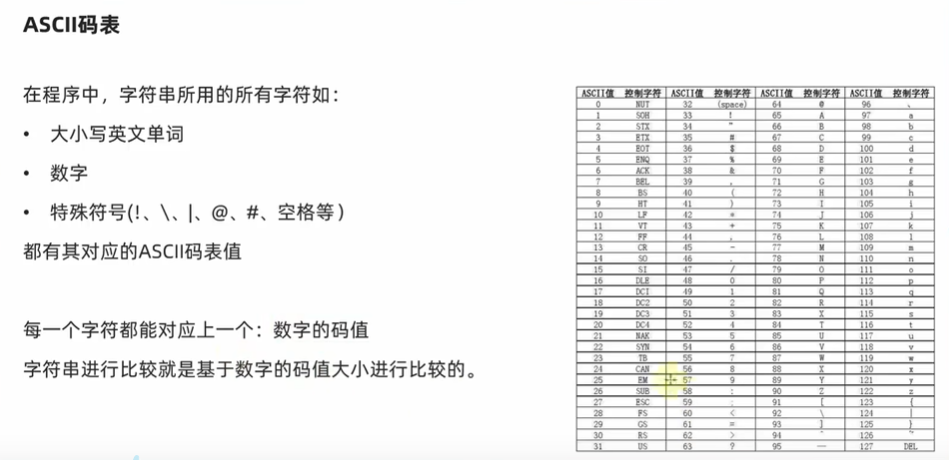 ASCII码表
在程序中，字符串所用的所有字符如：
• 大小写英文单词
• 数字
• 特殊符号(!、\、|、@、#、空格等）
都有其对应的ASCII码表值
每一个字符都能对应上一个：数字的码值
字符串进行比较就是基于数字的码值大小进行比较的。
ASCII值 控制字符 ASCII值 控制字符 ASCII值 控制字符 ASCII值 控制字符
0 NUT 32 (space) 64 @ 96 、
1 SOH 33 ! 65 A 97 a
2 STX 34 " 66 B 98 b
3 ETX 35 # 67 C 99 c
4 EOT 36 $ 68 D 100 d
5 ENQ 37 % 69 E 101 e
6 ACK 38 & 70 F 102 f
7 BEL 39 , 71 G 103 g
8 BS 40 ( 72 H 104 h
9 HT 41 ) 73 I 105 i
10 LF 42 * 74 J 106 j
11 VT 43 + 75 K 107 k
12 FF 44 , 76 L 108 l
13 CR 45 - 77 M 109 m
14 SO 46 . 78 N 110 n
15 SI 47 / 79 O 111 o
16 DLE 48 0 80 P 112 p
17 DCI 49 1 81 Q 113 q
18 DC2 50 2 82 R 114 r
19 DC3 51 3 83 X 115 s
20 DC4 52 4 84 T 116 t
21 NAK 53 5 85 U 117 u
22 SYN 54 6 86 V 118 v
23 TB 55 7 87 W 119 w
24 CAN 56 8 88 X 120 x
25 EM 57 9 89 Y 121 y
26 SUB 58 : 90 Z 122 z
27 ESC 59 ; 91 [ 123 {
28 FS 60 < 92 \ 124 |
29 GS 61 = 93 ] 125 }
30 RS 62 > 94 ^ 126 ~
31 US 63 ? 95 — 127 DEL